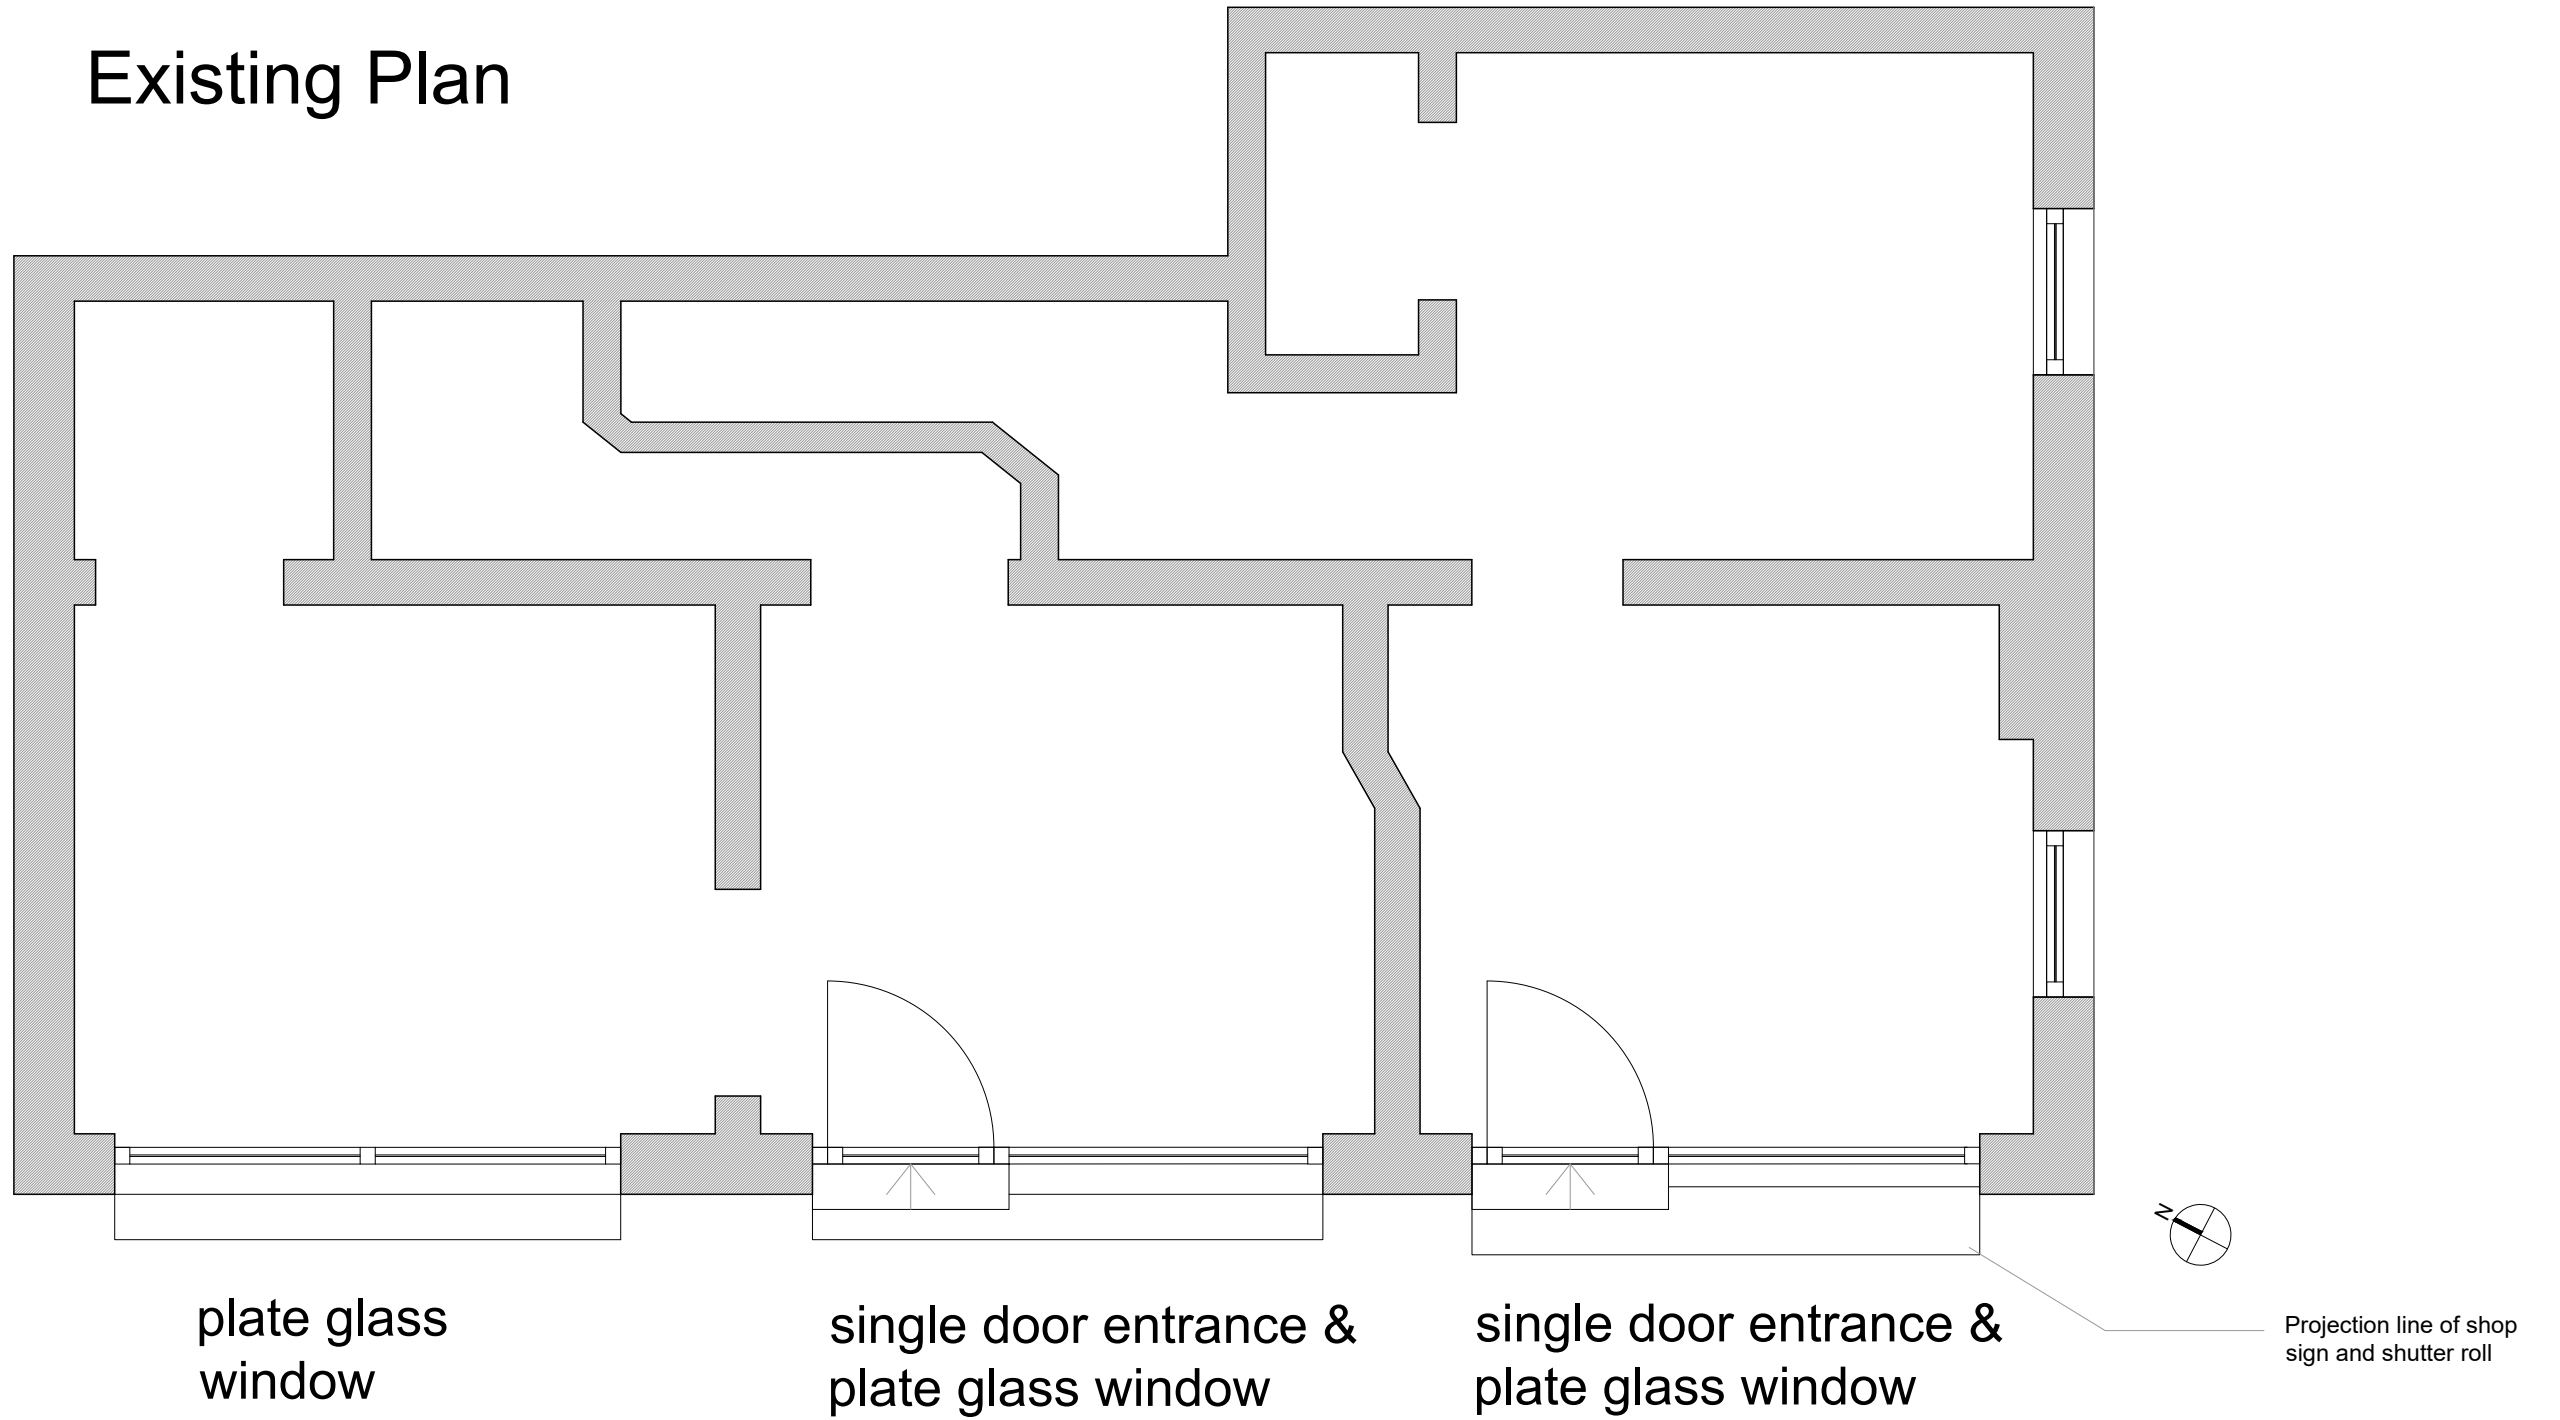 Existing Plan
plate glass
window
single door entrance &
plate glass window
single door entrance &
plate glass window
N
Projection line of shop
sign and shutter roll